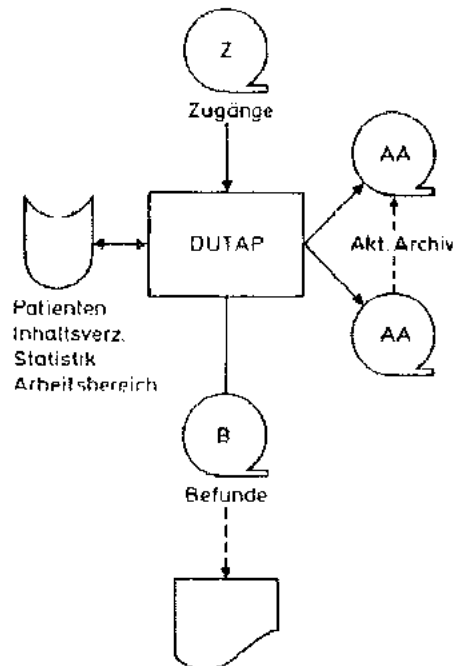 Z
Zugänge
AA
DUTAP
Akt. Archiv
Patienten
Inhaltsverz.
Statistik
Arbeitsbereich
AA
B
Befunde